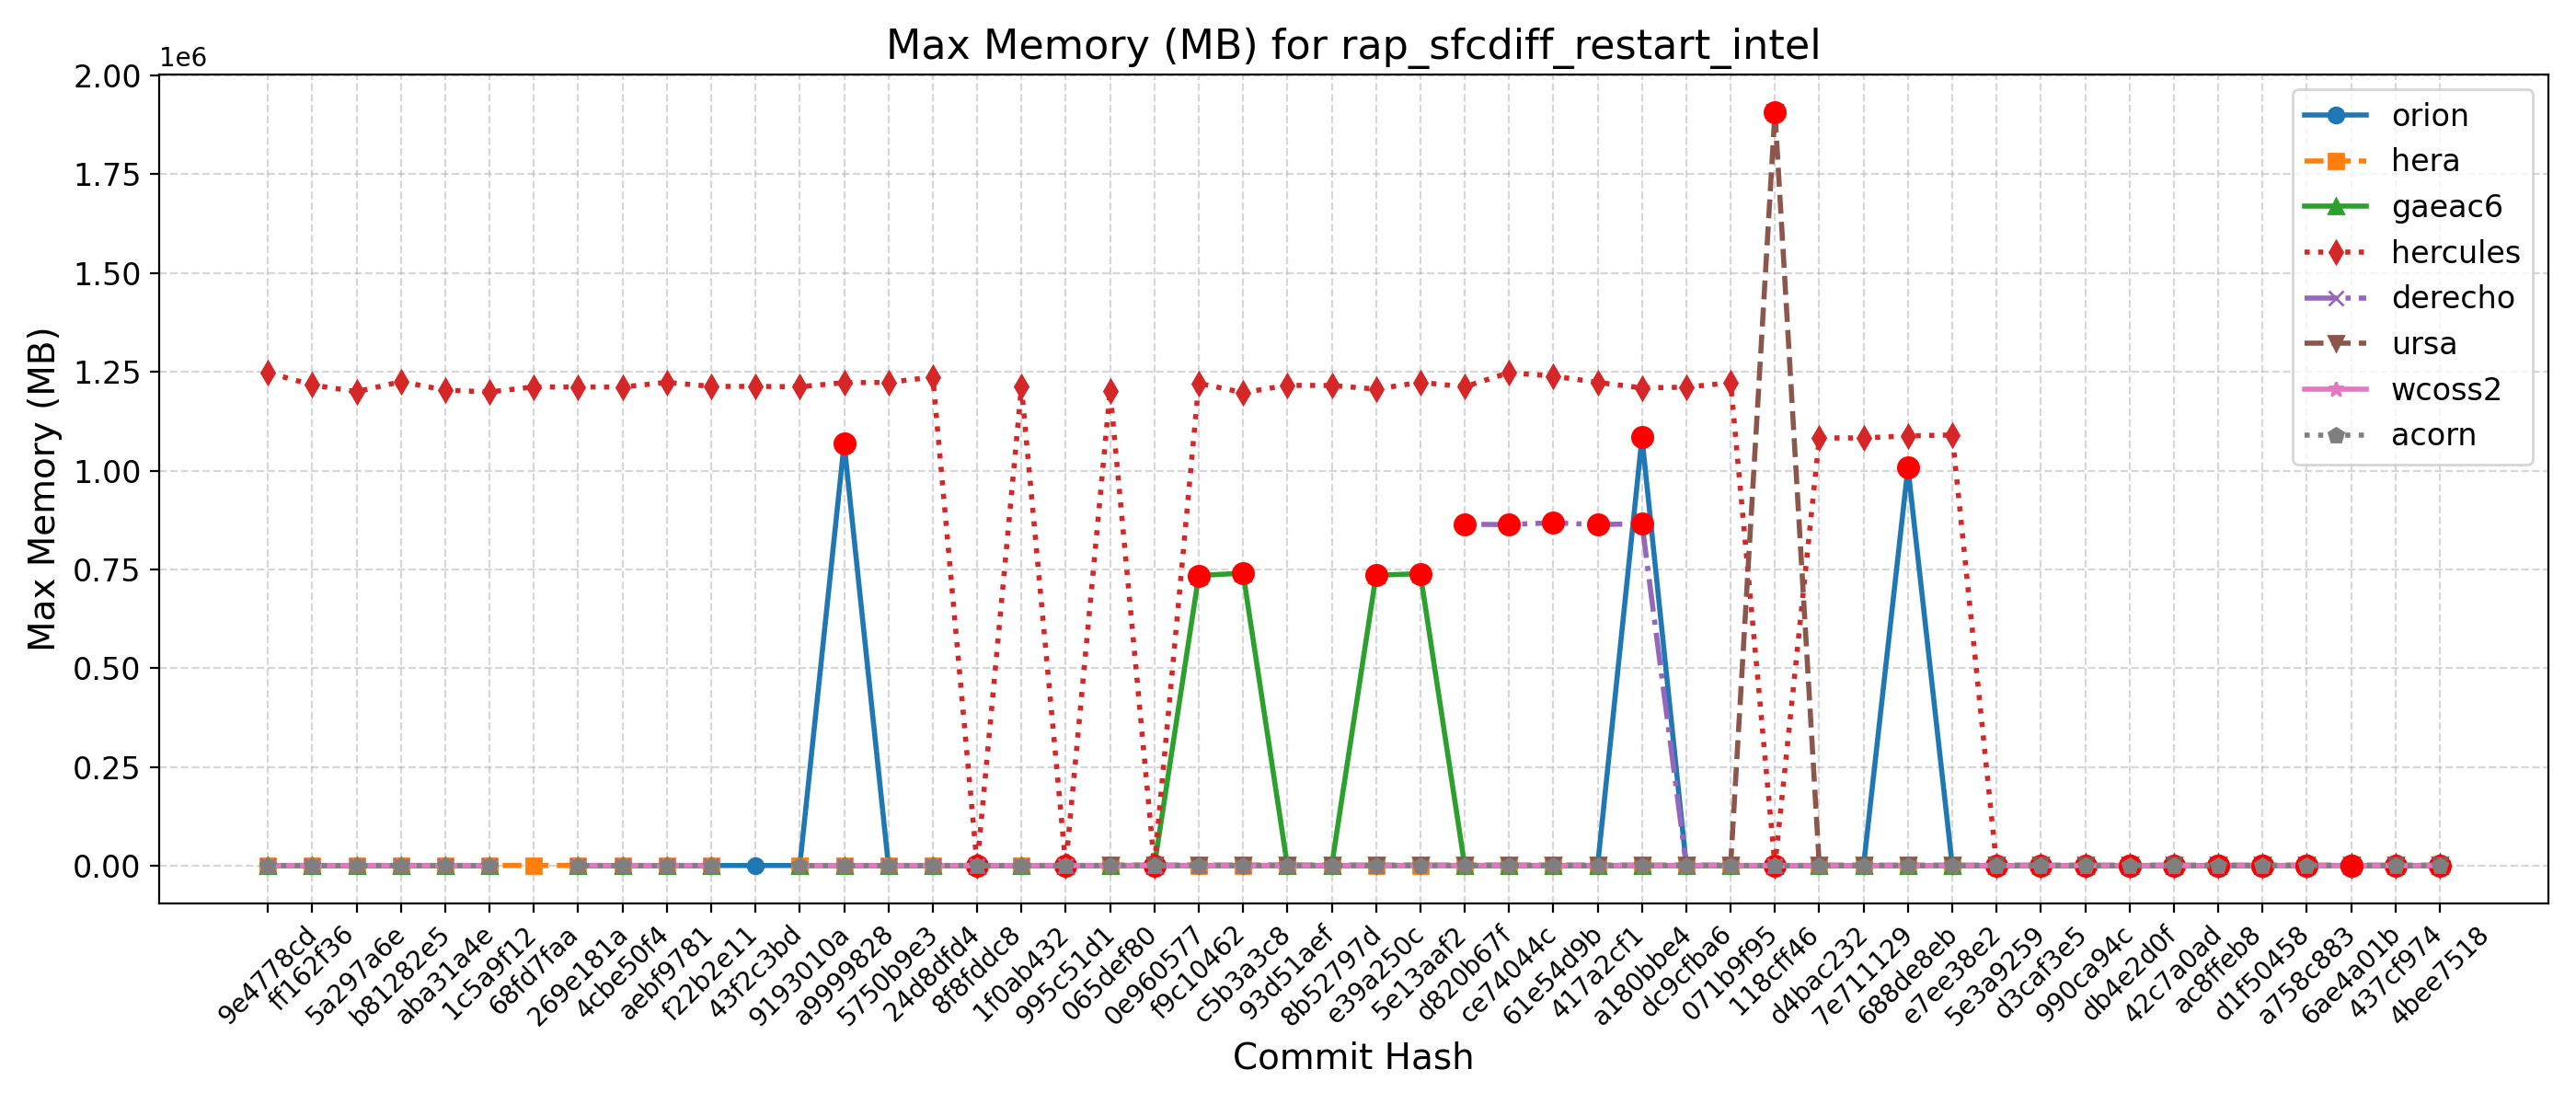 Max Memory (MB) for rap_sfcdiff_restart_intel
1e6
2.00
1.75
1.50
1.25
1.00
0.75
0.50
0.25
0.00
Max Memory (MB)
orion
hera
gaeac6
hercules
derecho
ursa
wcoss2
acorn
9e4778cd
ff162f36
5a297a6e
b81282e5
aba31a4e
1c5a9f12
68fd7faa
269e181a
4cbe50f4
aebf9781
f22b2e11
43f2c3bd
9193010a
a9999828
5750b9e3
24d8dfd4
8f8fddc8
1f0ab432
995c51d1
065def80
0e960577
f9c10462
c5b3a3c8
93d51aef
8b52797d
e39a250c
5e13aaf2
d820b67f
ce74044c
61e54d9b
417a2cf1
a180bbe4
dc9cfba6
071b9f95
118cff46
d4bac232
7e711129
688de8eb
e7ee38e2
5e3a9259
d3caf3e5
990ca94c
db4e2d0f
42c7a0ad
ac8ffeb8
d1f50458
a758c883
6ae4a01b
437cf974
4bee7518
Commit Hash